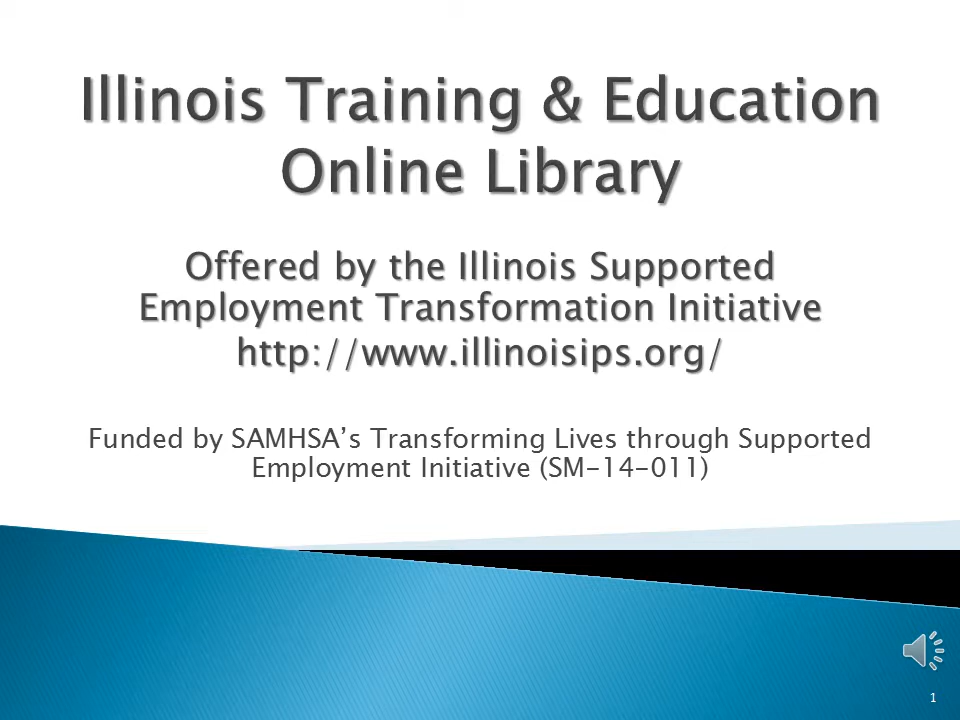 Illinois Training & Education
Online Library
Offered by the Illinois Supported
Employment Transformation Initiative
http://www.illinoisips.org/
Funded by SAMHSA’s Transforming Lives through Supported
Employment Initiative (SM-14-011)
1